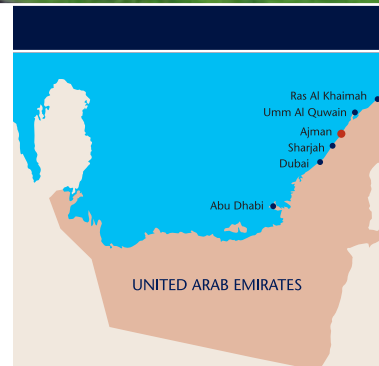 Ras Al Khaimah
Umm Al Quwain
Ajman
Sharjah
Dubai
Abu Dhabi
UNITED ARAB EMIRATES